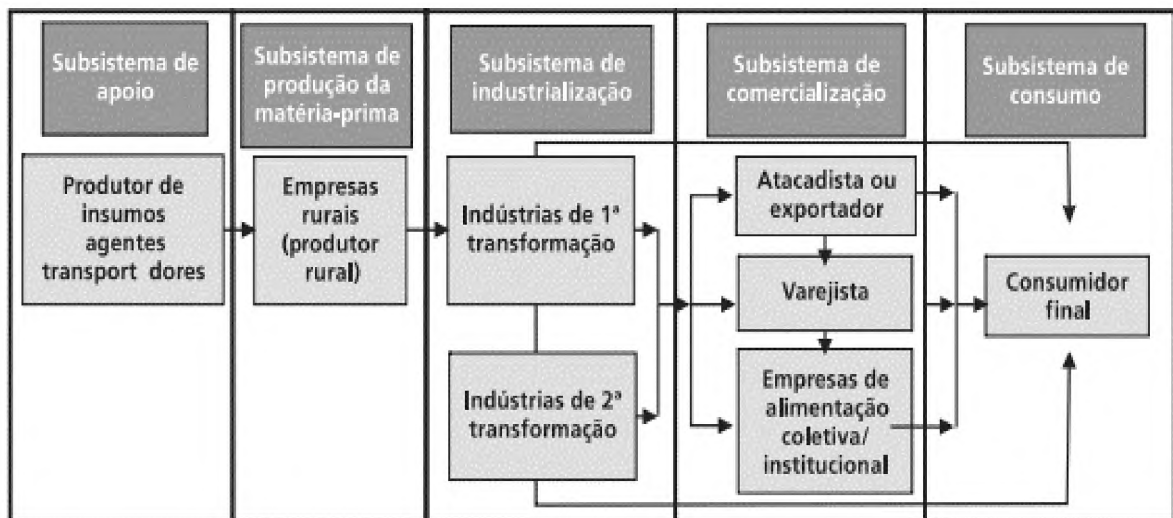 Subsistema de
apoio
Subsistema de
produção da
matéria-prima
Subsistema de
industrialização
Subsistema de
comercialização
Subsistema de
consumo
Produtor de
insumos
agentes
transport dores
Empresas
rurais
(produtor
rural)
Indústrias de 1ª
transformação
Indústrias de 2ª
transformação
Atacadista ou
exportador
Varejista
Empresas de
alimentação
coletiva/
institucional
Consumidor
final